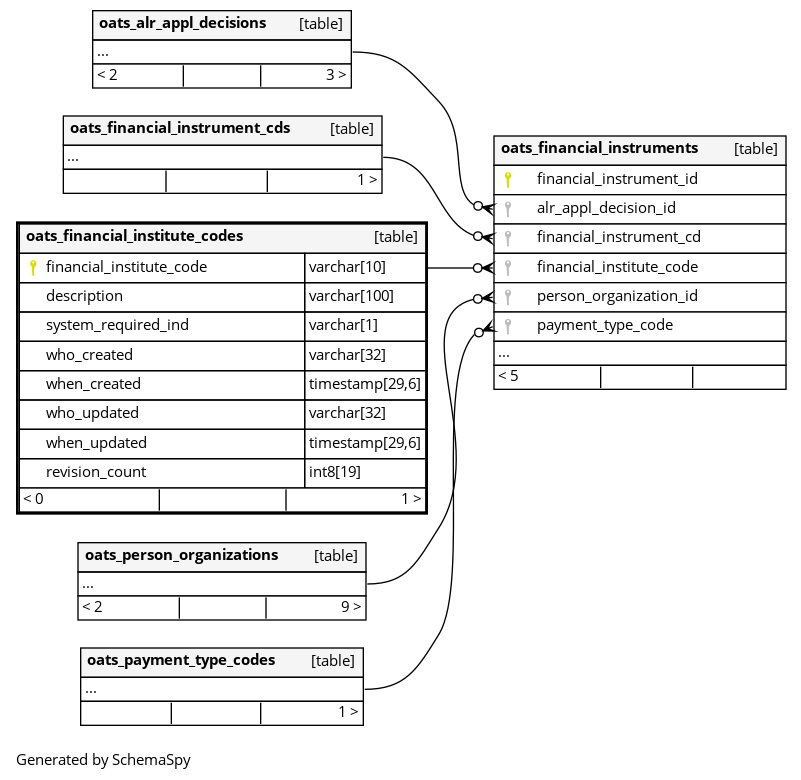 oats_alr_appl_decisions [table]
...
< 2 3 >
oats_financial_instrument_cds [table]
...
1 >
oats_financial_institute_codes [table]
financial_institute_code varchar[10]
description varchar[100]
system_required_ind varchar[1]
who_created varchar[32]
when_created timestamp[29,6]
who_updated varchar[32]
when_updated timestamp[29,6]
revision_count int8[19]
< 0 1 >
oats_person_organizations [table]
...
< 2 9 >
oats_payment_type_codes [table]
...
1 >
oats_financial_instruments [table]
financial_instrument_id
alr_appl_decision_id
financial_instrument_cd
financial_institute_code
person_organization_id
payment_type_code
...
< 5
Generated by SchemaSpy